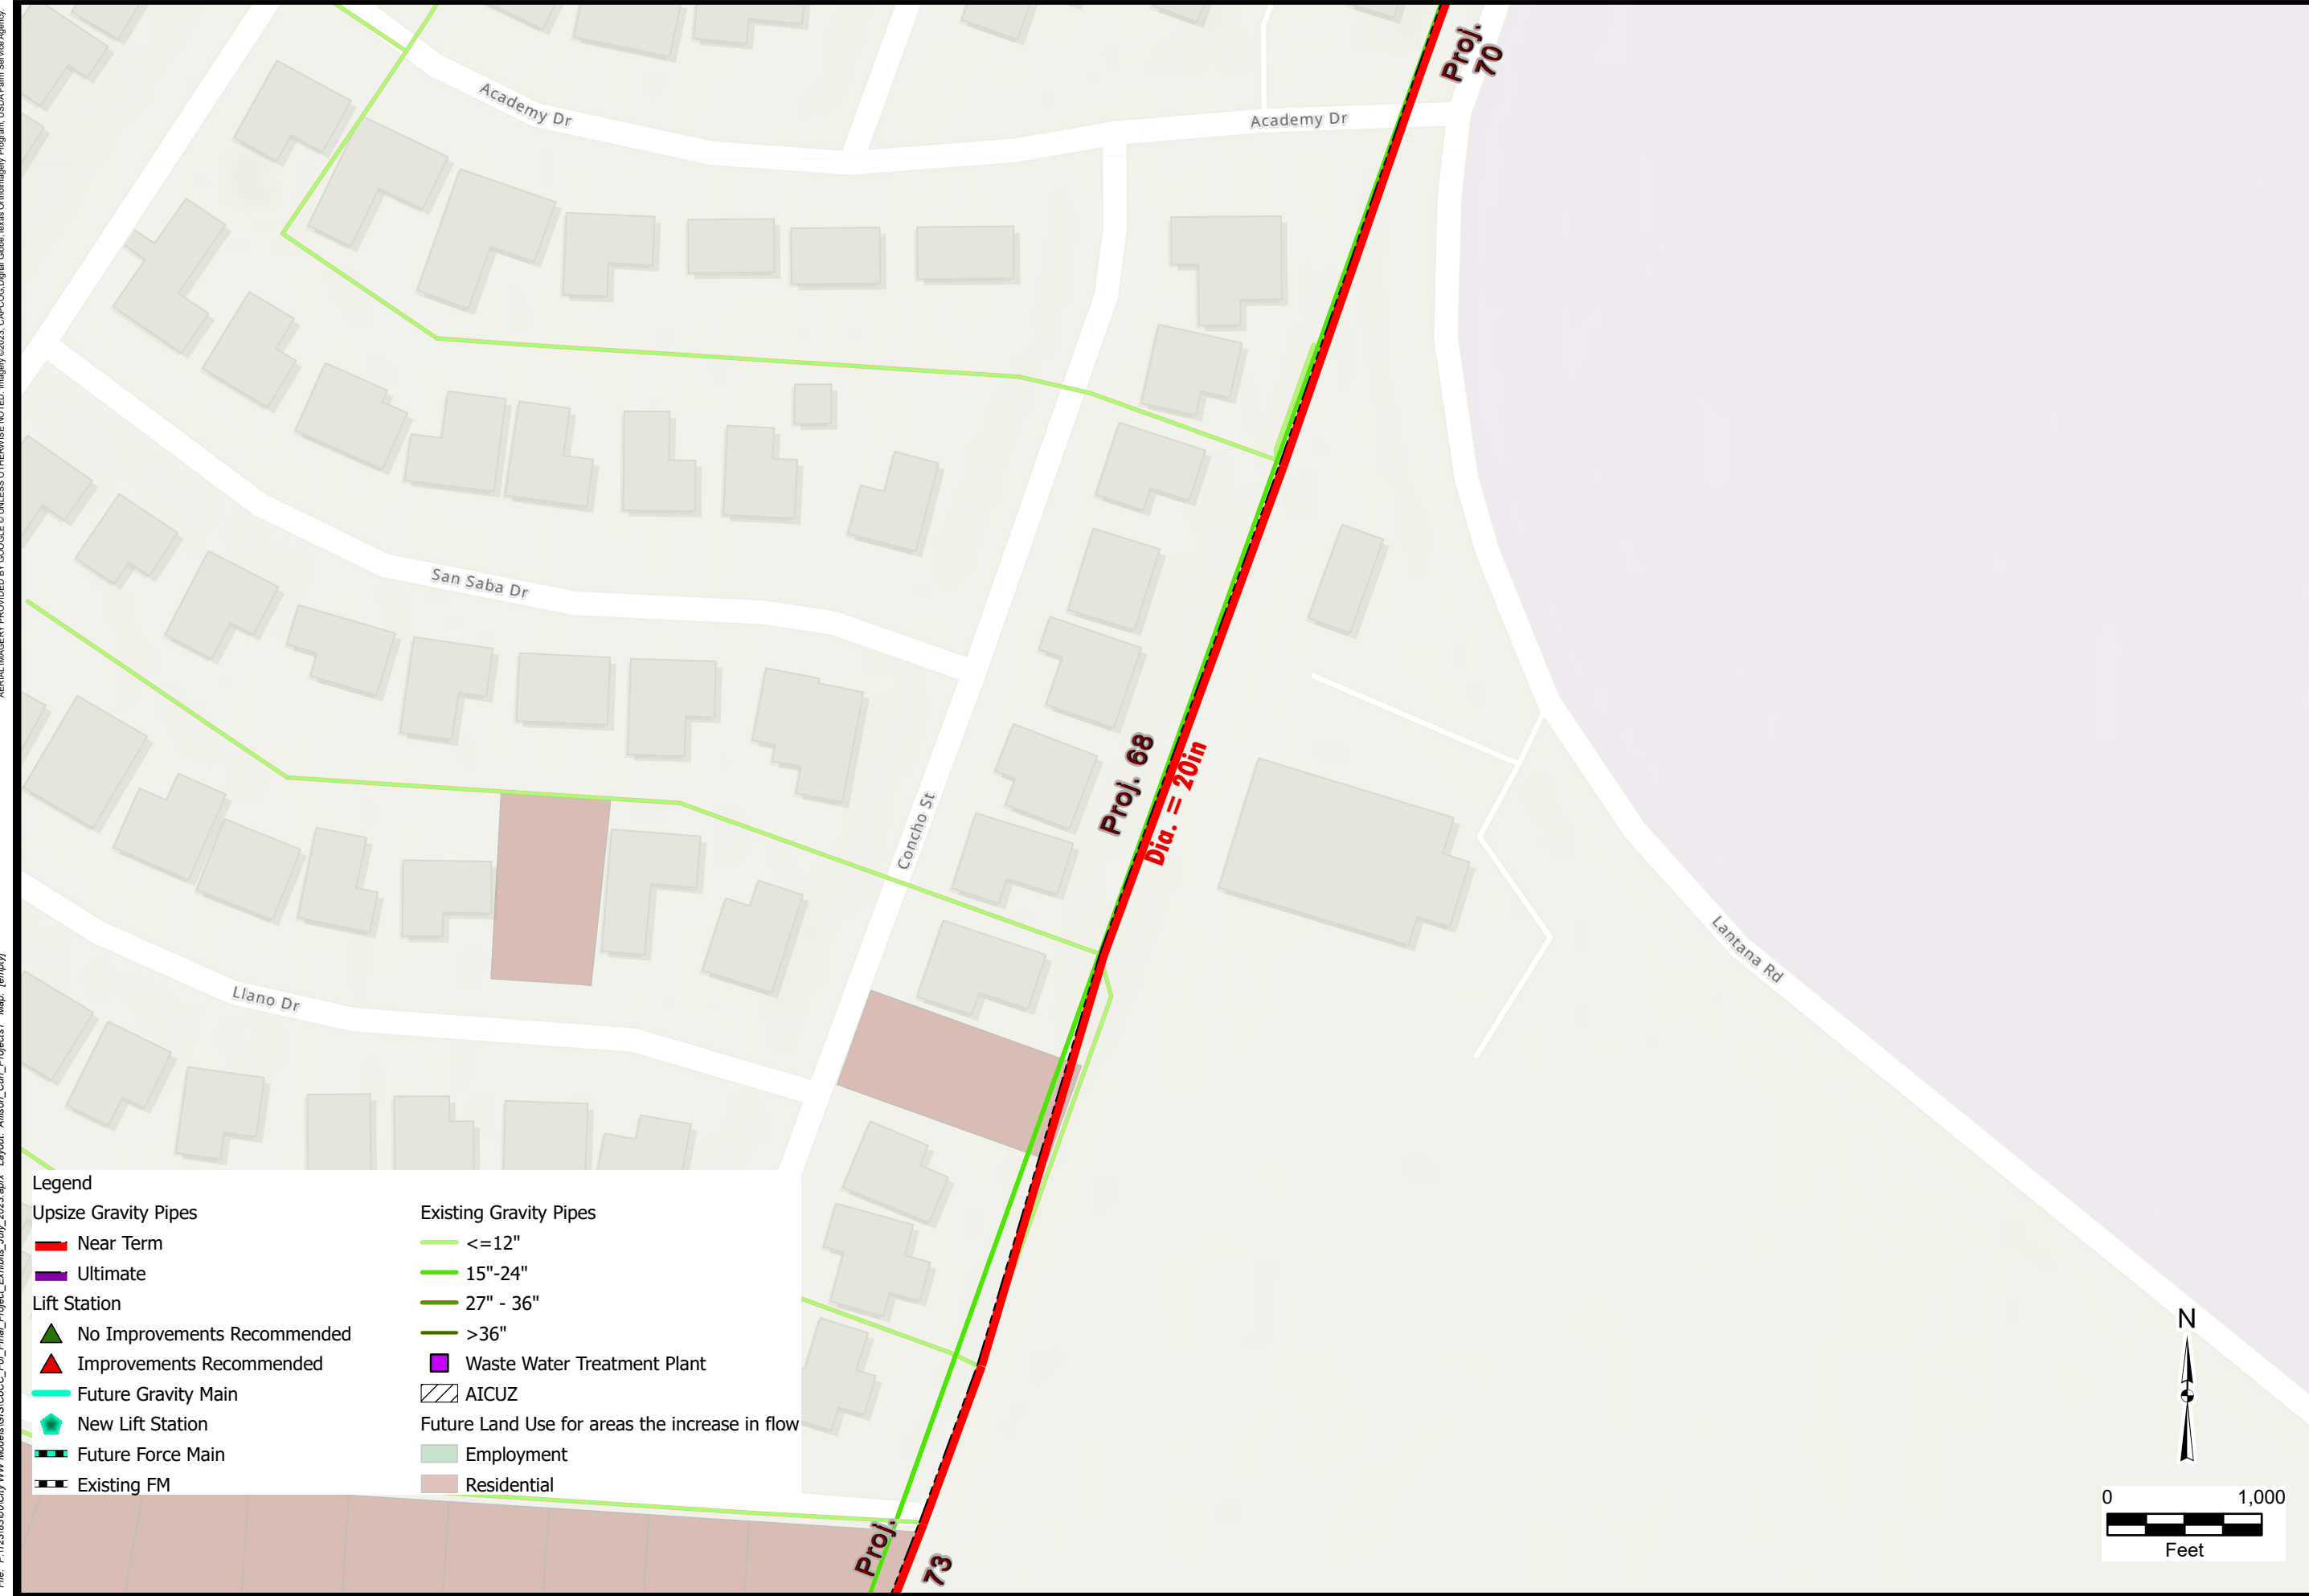 Proj.
70
Academy Dr
Academy Dr
San Saba Dr
Proj. 68
Dia. = 20in
Concho St
Lantana Rd
Llano Dr
Legend
Upsize Gravity Pipes
Near Term
Ultimate
Lift Station
No Improvements Recommended
Improvements Recommended
Future Gravity Main
New Lift Station
Future Force Main
Existing FM
Existing Gravity Pipes
<=12"
15"-24"
27" - 36"
>36"
Waste Water Treatment Plant
AICUZ
Future Land Use for areas the increase in flow
Employment
Residential
Proj.
73
N
0 1,000
Feet